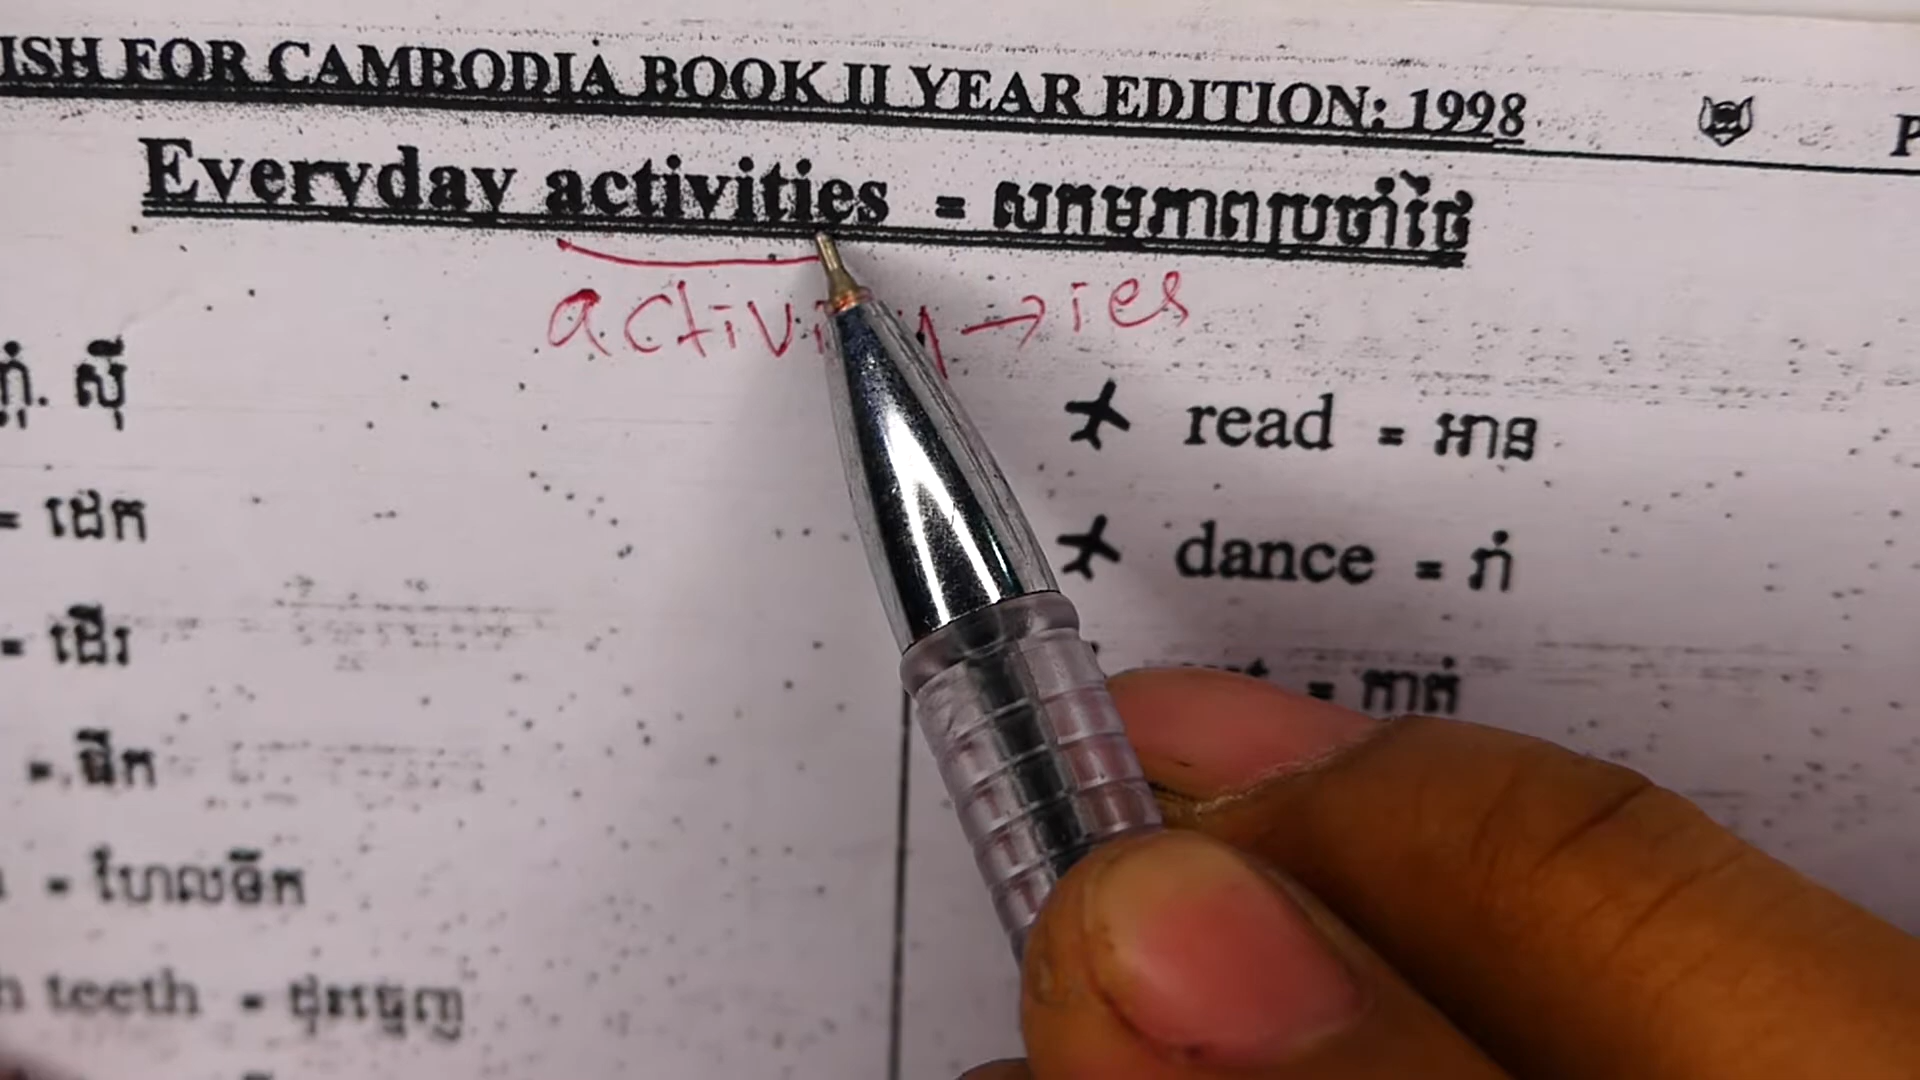 ISH FOR CAMBODIA BOOK II YEAR EDITION: 1998 P
Everyday activities = សកម្មភាពប្រចាំថ្ងៃ
→ ies
ញ៉ាំ. ស៊ី
= ដេក
= ដើរ
= ផឹក
= ហែលទឹក
h teeth = ដុសធ្មេញ
read = អាន
dance = រាំ
= កាត់